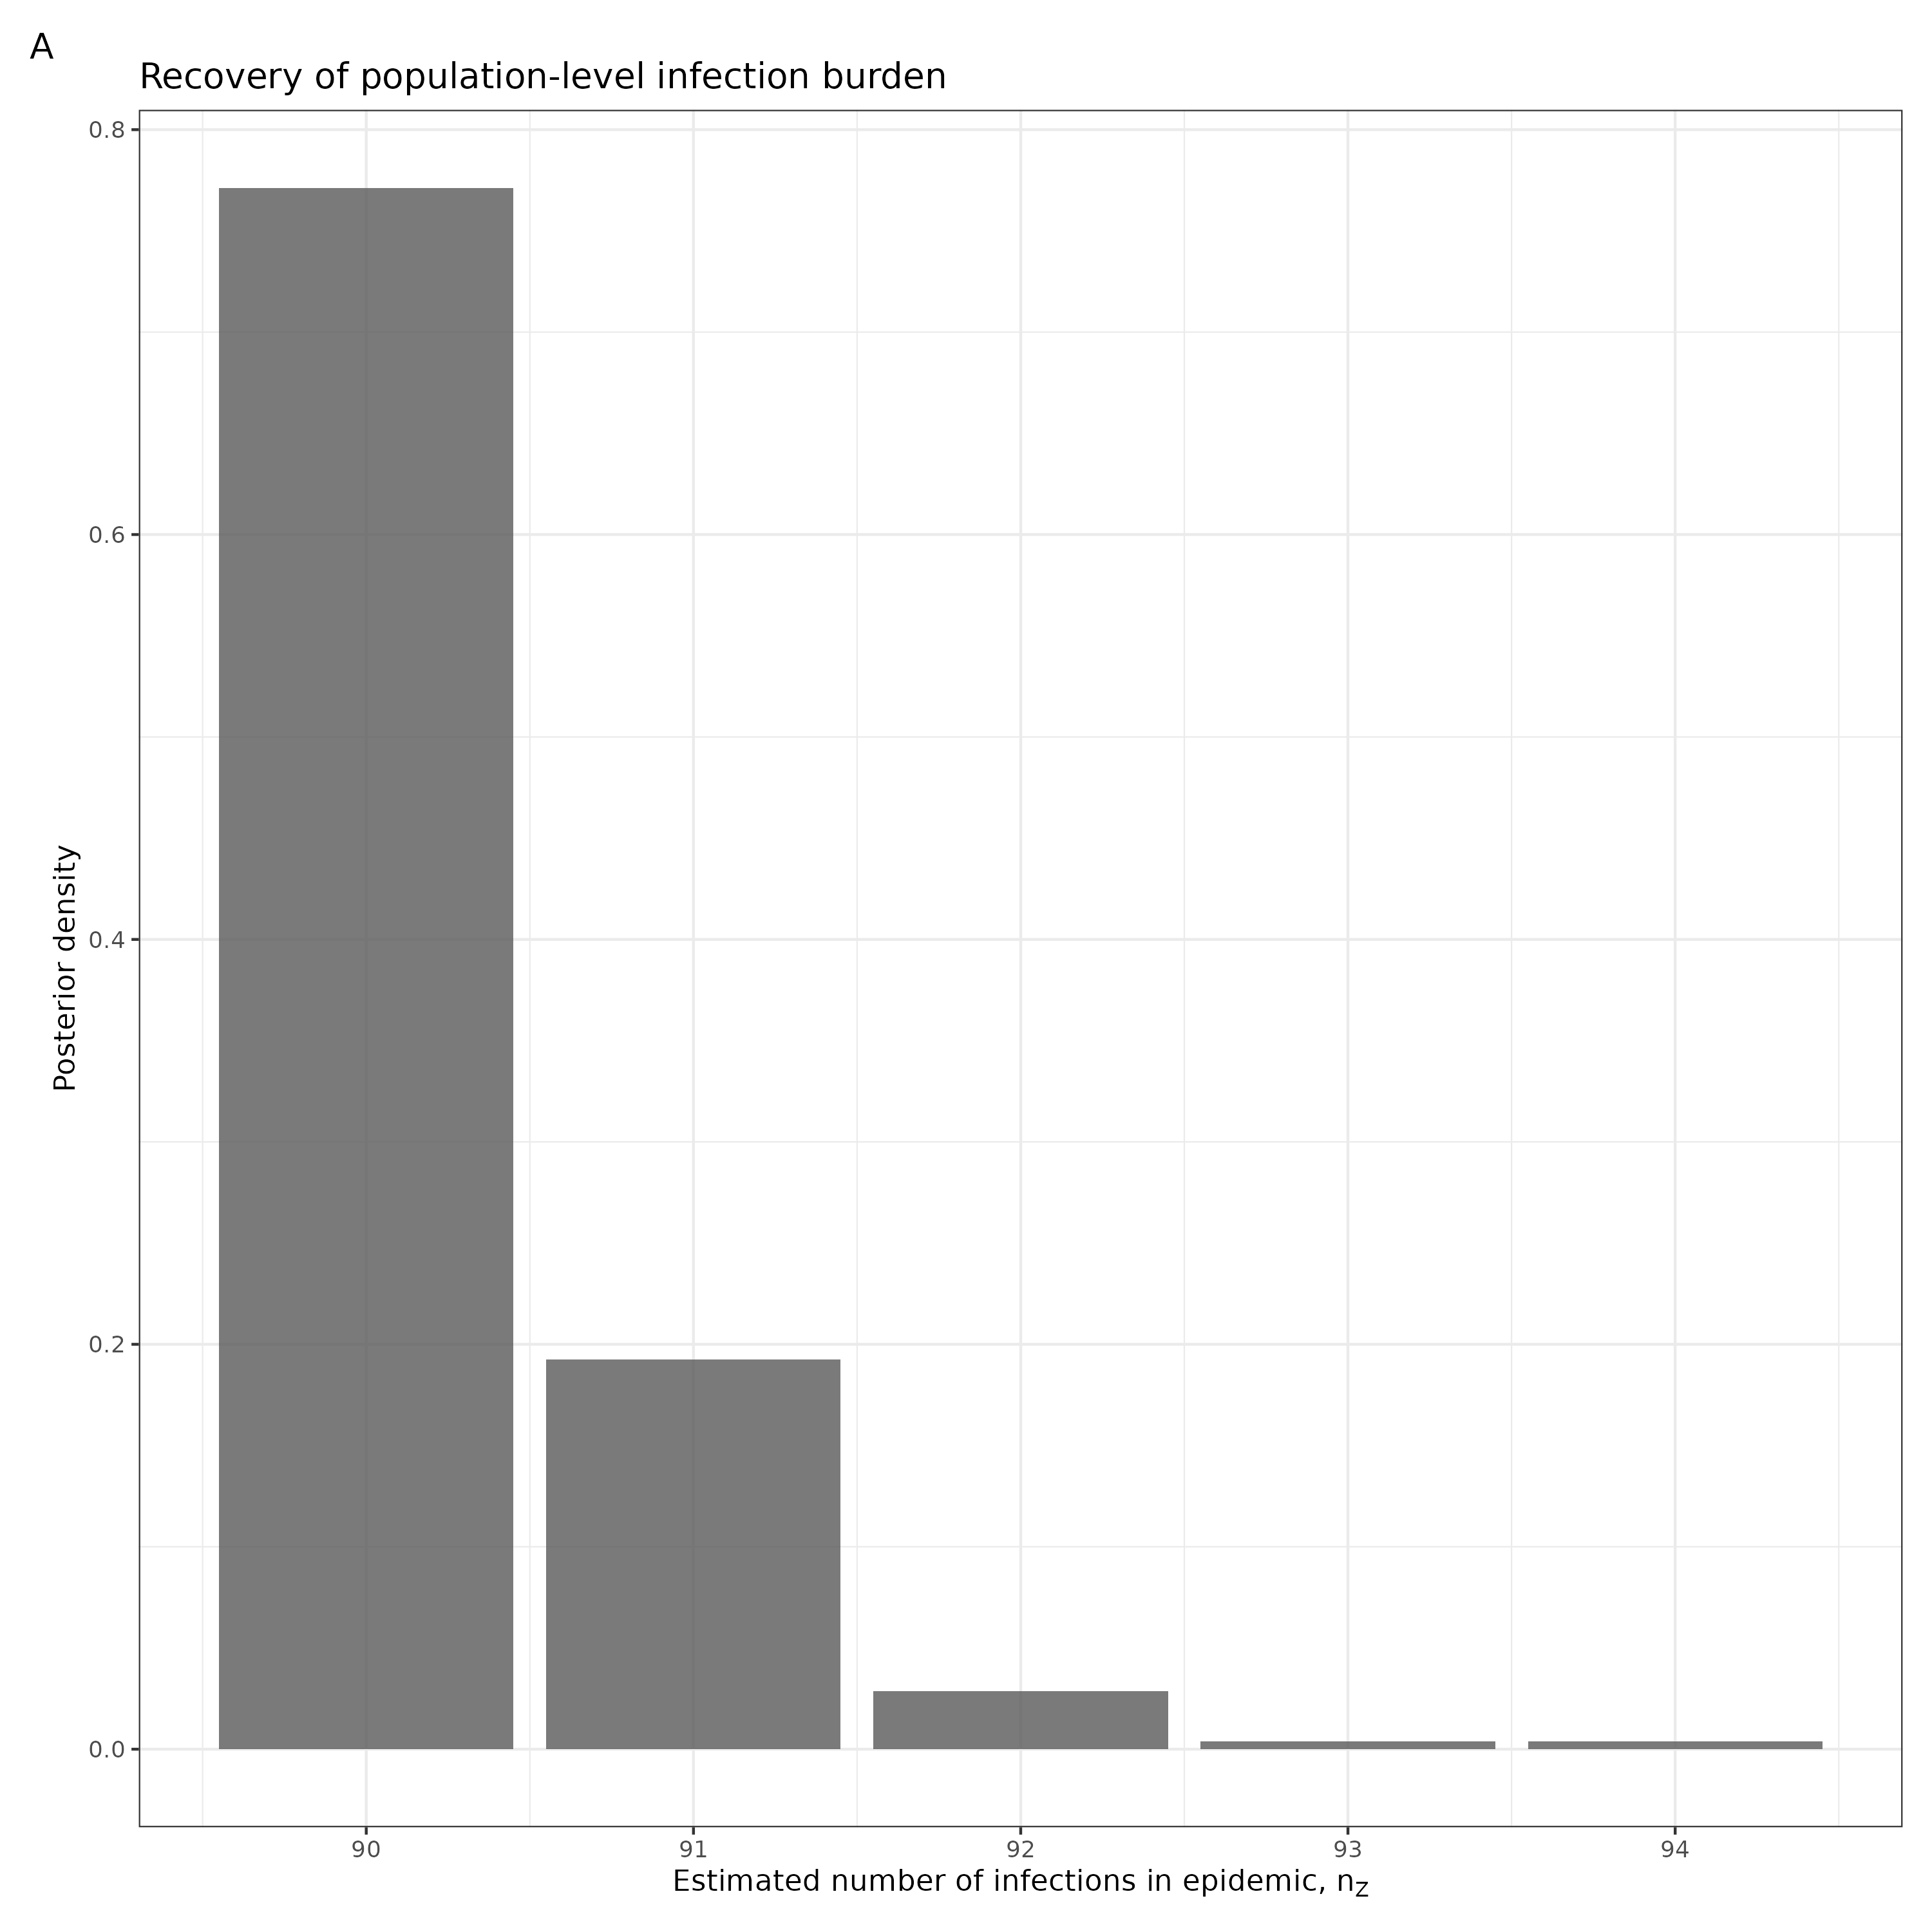 A
Recovery of population-level infection burden
0.8
0.6
0.4
0.2
0.0
Posterior density
90 91 92 93 94
Estimated number of infections in epidemic, nZ